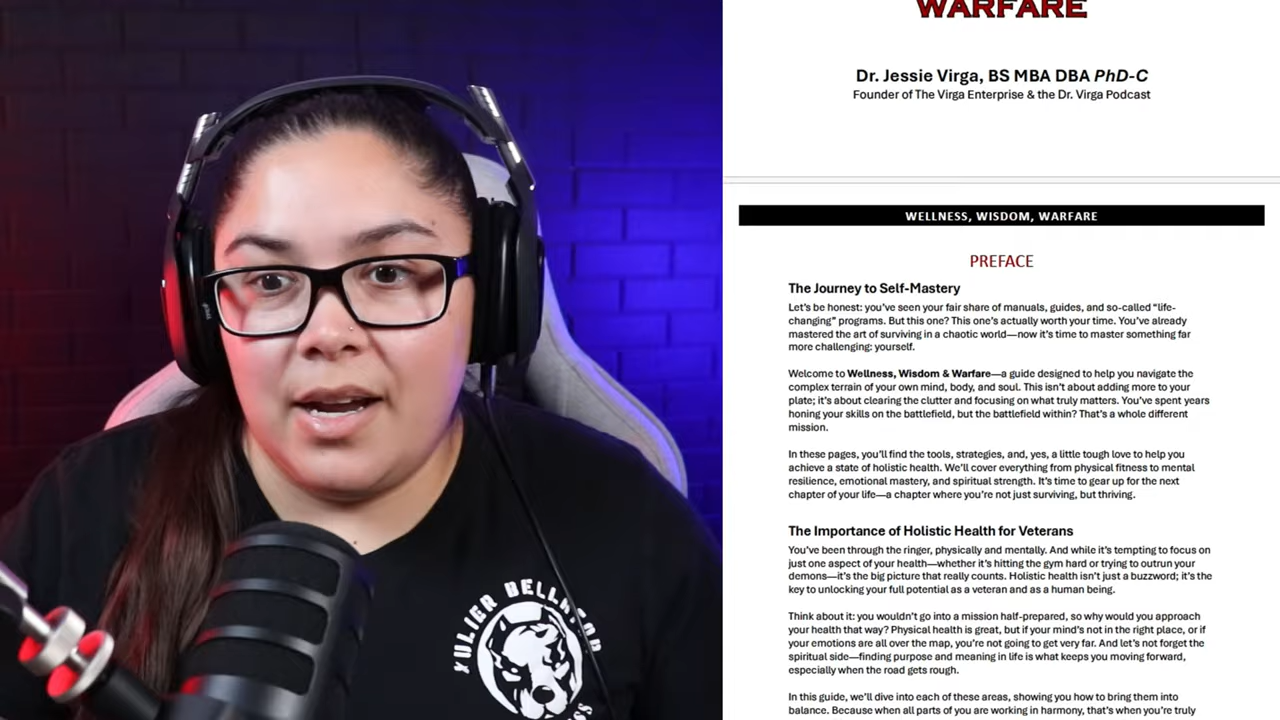 WARFARE
Dr. Jessie Virga, BS MBA DBA PhD-C
Founder of The Virga Enterprise & the Dr. Virga Podcast
WELLNESS, WISDOM, WARFARE
PREFACE
The Journey to Self-Mastery
Let's be honest: you've seen your fair share of manuals, guides, and so-called “life-
changing” programs. But this one? This one's actually worth your time. You've already
mastered the art of surviving in a chaotic world—now it's time to master something far
more challenging: yourself.
Welcome to Wellness, Wisdom & Warfare—a guide designed to help you navigate the
complex terrain of your own mind, body, and soul. This isn't about adding more to your
plate; it's about clearing the clutter and focusing on what truly matters. You've spent years
honing your skills on the battlefield, but the battlefield within? That's a whole different
mission.
In these pages, you'll find the tools, strategies, and, yes, a little tough love to help you
achieve a state of holistic health. We'll cover everything from physical fitness to mental
resilience, emotional mastery, and spiritual strength. It's time to gear up for the next
chapter of your life—a chapter where you're not just surviving, but thriving.
The Importance of Holistic Health for Veterans
You've been through the ringer, physically and mentally. And while it's tempting to focus on
just one aspect of your health—whether it's hitting the gym hard or trying to outrun your
demons—it's the big picture that really counts. Holistic health isn't just a buzzword; it's the
key to unlocking your full potential as a veteran and as a human being.
Think about it: you wouldn't go into a mission half-prepared, so why would you approach
your health that way? Physical health is great, but if your mind's not in the right place, or if
your emotions are all over the map, you're not going to get very far. And let's not forget the
spiritual side—finding purpose and meaning in life is what keeps you moving forward,
especially when the road gets rough.
In this guide, we'll dive into each of these areas, showing you how to bring them into
balance. Because when all parts of you are working in harmony, that's when you're truly